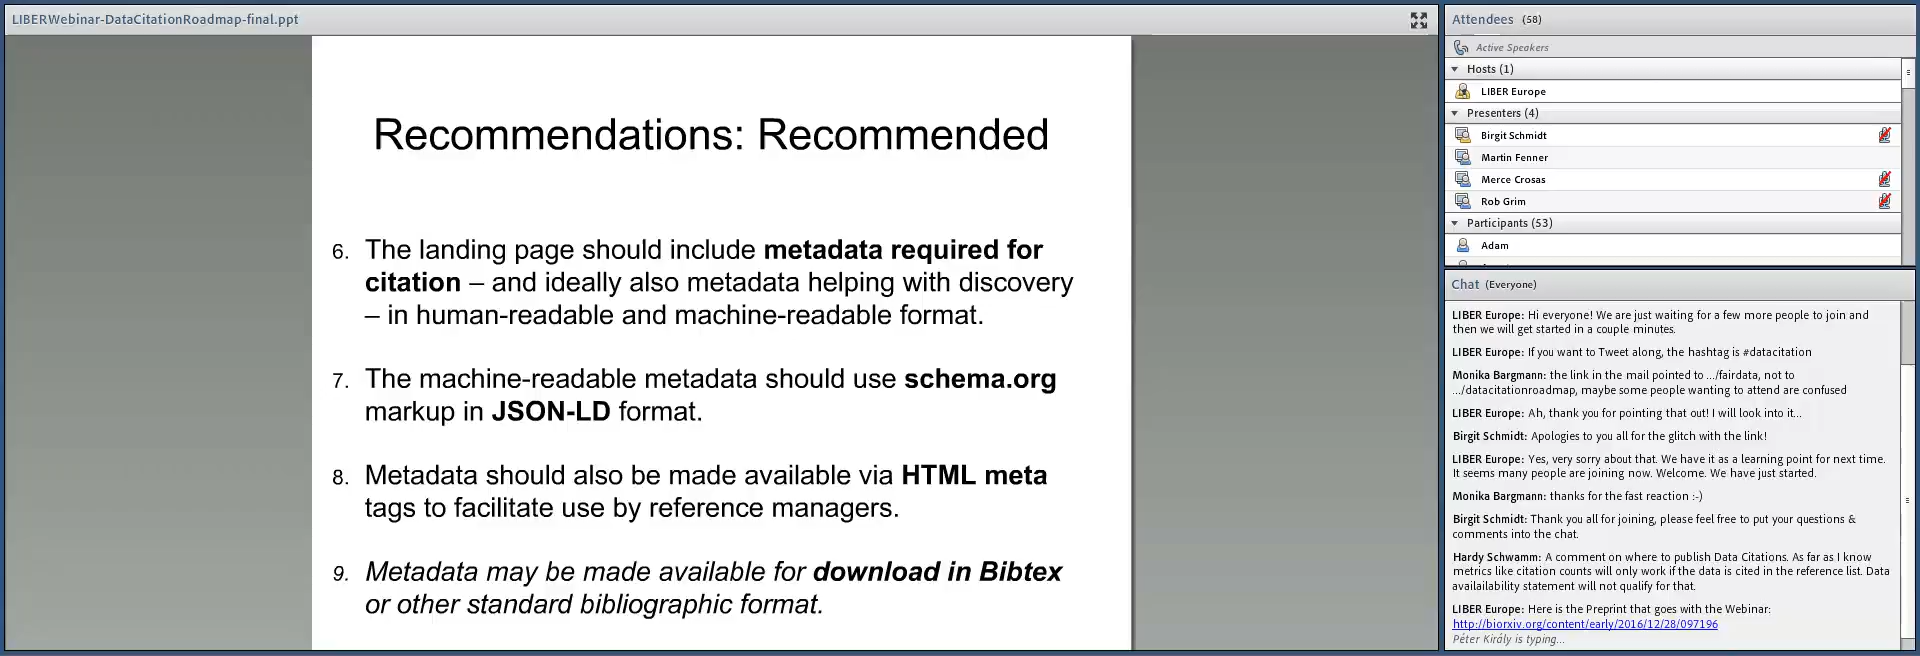 LIBERWebinar-DataCitationRoadmap-final.ppt
Recommendations: Recommended
6. The landing page should include metadata required for
citation – and ideally also metadata helping with discovery
– in human-readable and machine-readable format.
7. The machine-readable metadata should use schema.org
markup in JSON-LD format.
8. Metadata should also be made available via HTML meta
tags to facilitate use by reference managers.
9. Metadata may be made available for download in Bibtex
or other standard bibliographic format.
Attendees (58)
Active Speakers
Hosts (1)
LIBER Europe
Presenters (4)
Birgit Schmidt
Martin Fenner
Merce Crosas
Rob Grim
Participants (53)
Adam
Chat (Everyone)
LIBER Europe: Hi everyone! We are just waiting for a few more people to join and
then we will get started in a couple minutes.
LIBER Europe: If you want to Tweet along, the hashtag is #datacitation
Monika Bargmann: the link in the mail pointed to .../fairdata, not to
.../datacitationroadmap, maybe some people wanting to attend are confused
LIBER Europe: Ah, thank you for pointing that out! I will look into it...
Birgit Schmidt: Apologies to you all for the glitch with the link!
LIBER Europe: Yes, very sorry about that. We have it as a learning point for next time.
It seems many people are joining now. Welcome. We have just started.
Monika Bargmann: thanks for the fast reaction :-)
Birgit Schmidt: Thank you all for joining, please feel free to put your questions &
comments into the chat.
Hardy Schwamm: A comment on where to publish Data Citations. As far as I know
metrics like citation counts will only work if the data is cited in the reference list. Data
availailability statement will not qualify for that.
LIBER Europe: Here is the Preprint that goes with the Webinar:
http://biorxiv.org/content/early/2016/12/28/097196
Péter Király is typing...